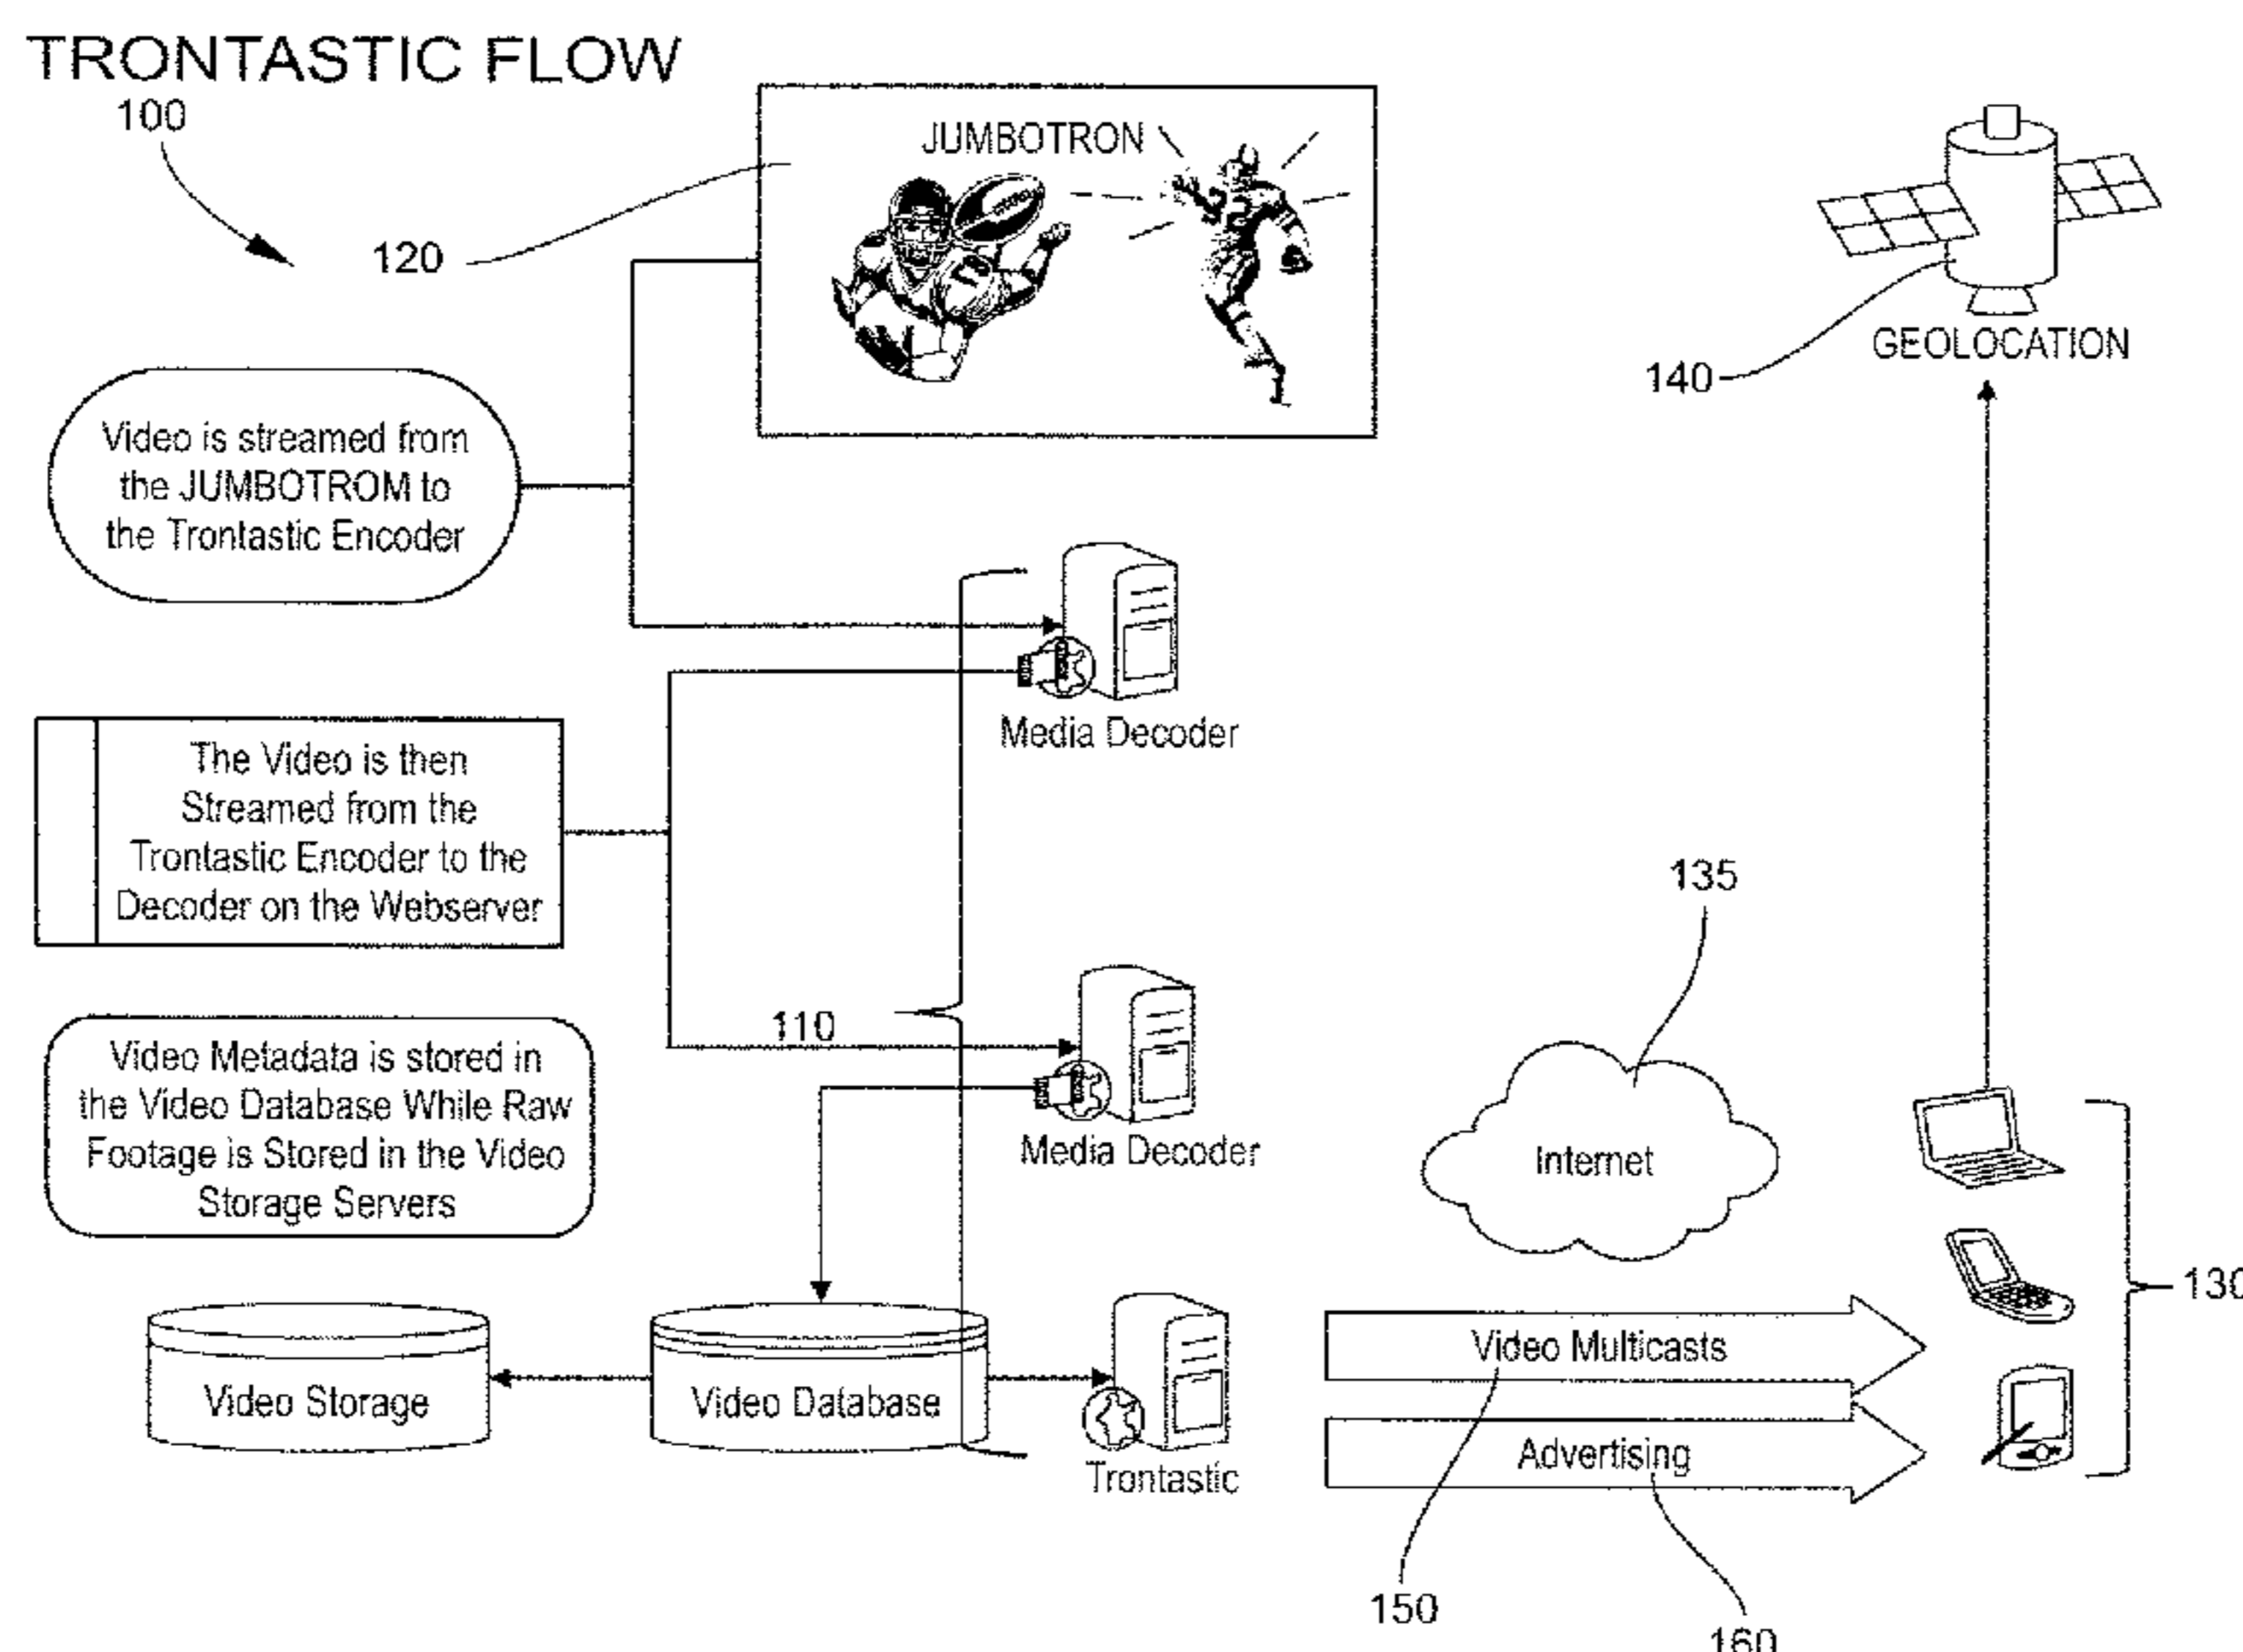 TRONTASTIC FLOW
100
120
JUMBOTRON
GEOLOCATION
140
Video is streamed from
the JUMBOTROM to
the Trontastic Encoder
Media Decoder
The Video is then
Streamed from the
Trontastic Encoder to the
Decoder on the Webserver
135
110
Video Metadata is stored in
the Video Database While Raw
Footage is Stored in the Video
Storage Servers
Media Decoder
Internet
130
Video Storage
Video Database
Trontastic
Video Multicasts
Advertising
150
160